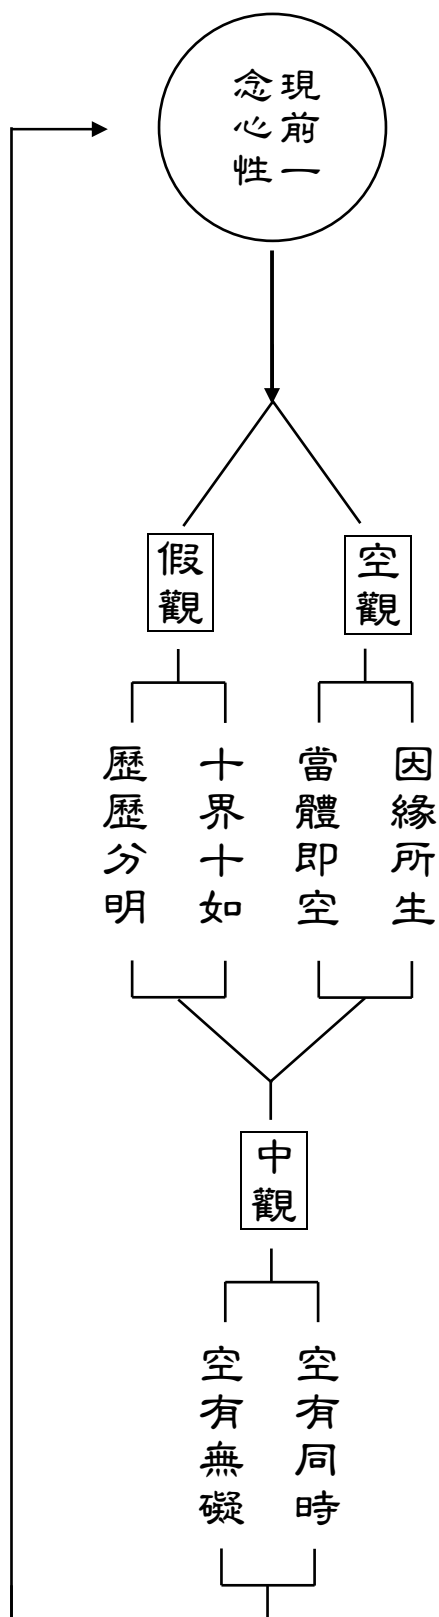 現前一
念心性
空觀
假觀
因緣所生
當體即空
十界十如
歷歷分明
中觀
空有同時
空有無礙